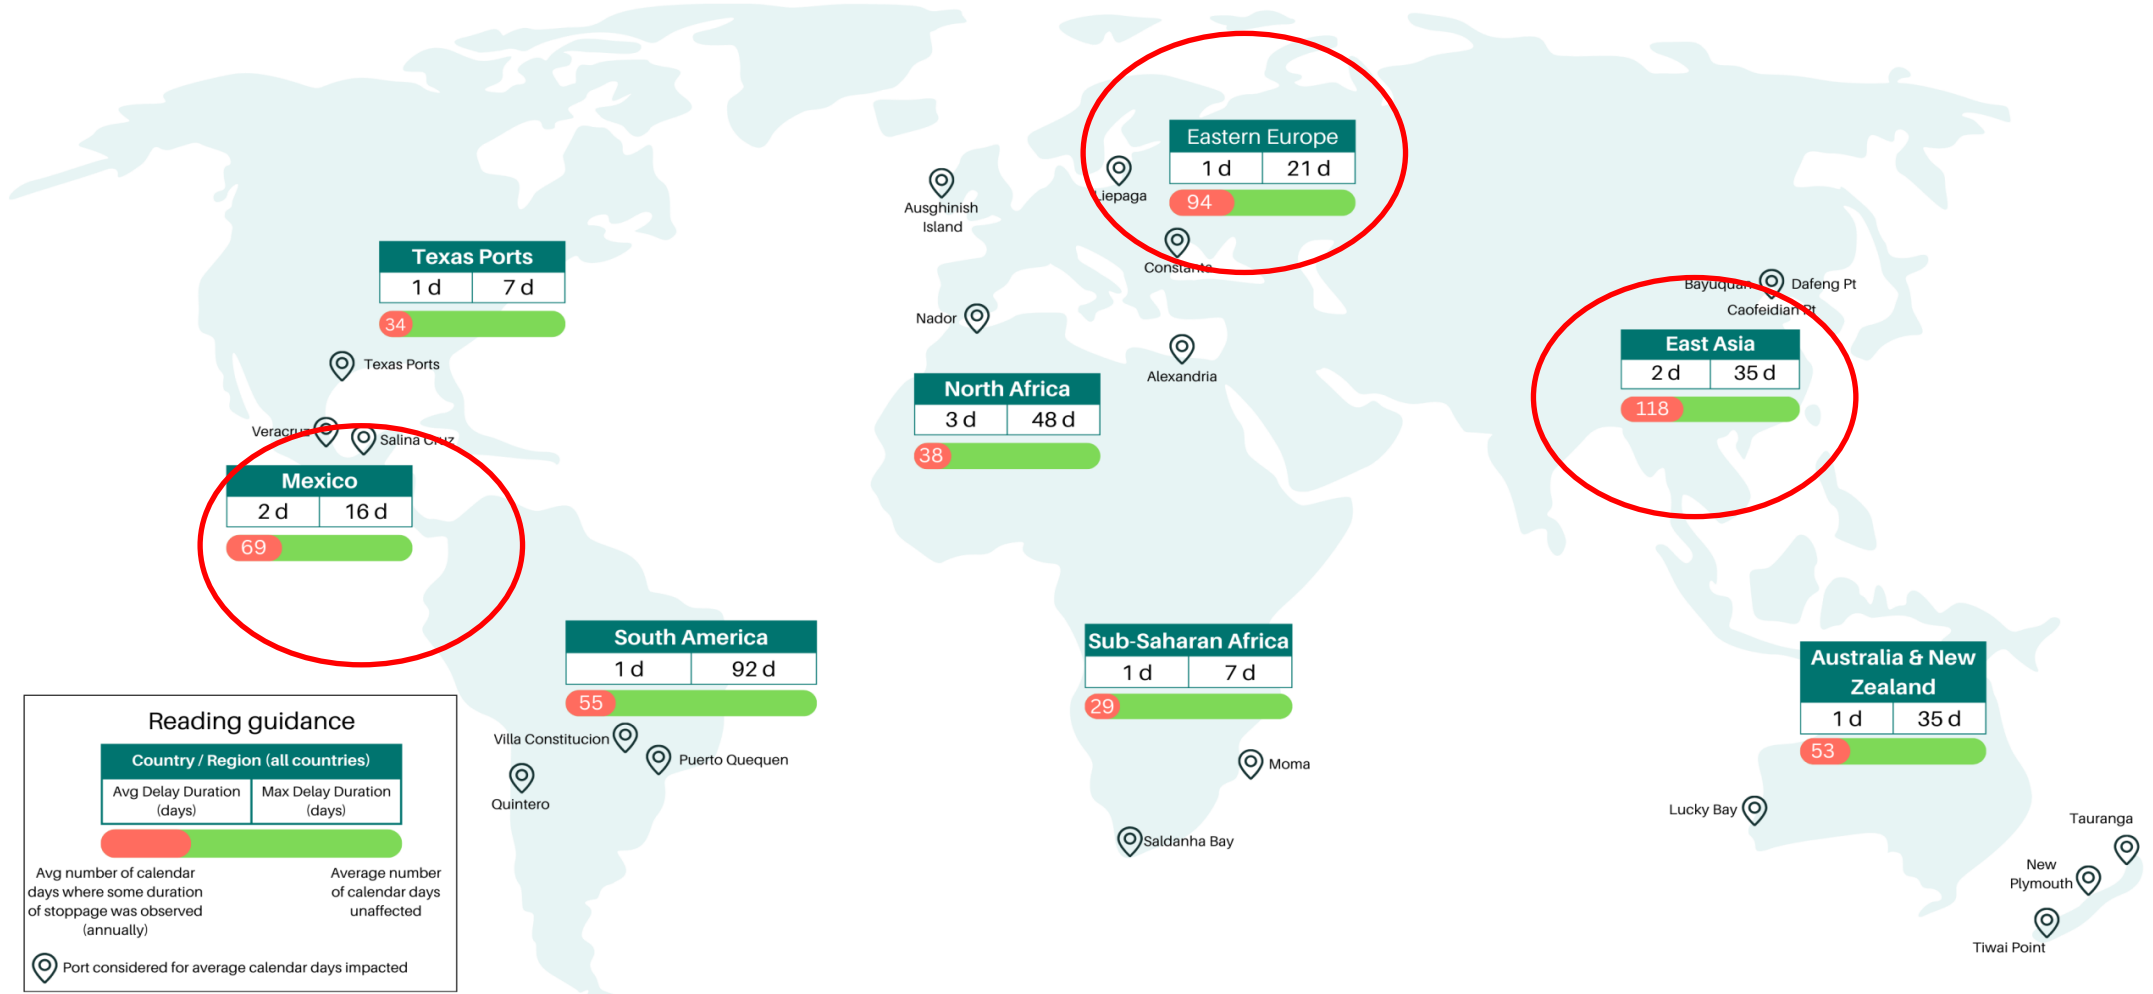 Eastern Europe
1 d 21 d
94
Liepaga
Constanta
Ausghinish
Island
Texas Ports
1 d 7 d
34
Texas Ports
Bayuquan
Dafeng Pt
Caofeidian Pt
East Asia
2 d 35 d
118
Nador
Alexandria
North Africa
3 d 48 d
38
Veracruz
Salina Cruz
Mexico
2 d 16 d
69
South America
1 d 92 d
55
Villa Constitucion
Puerto Quequen
Quintero
Sub-Saharan Africa
1 d 7 d
29
Moma
Saldanha Bay
Australia & New
Zealand
1 d 35 d
53
Lucky Bay
Tauranga
New
Plymouth
Tiwai Point
Reading guidance
Country / Region (all countries)
Avg Delay Duration
(days)
Max Delay Duration
(days)
Avg number of calendar
days where some duration
of stoppage was observed
(annually)
Average number
of calendar days
unaffected
Port considered for average calendar days impacted